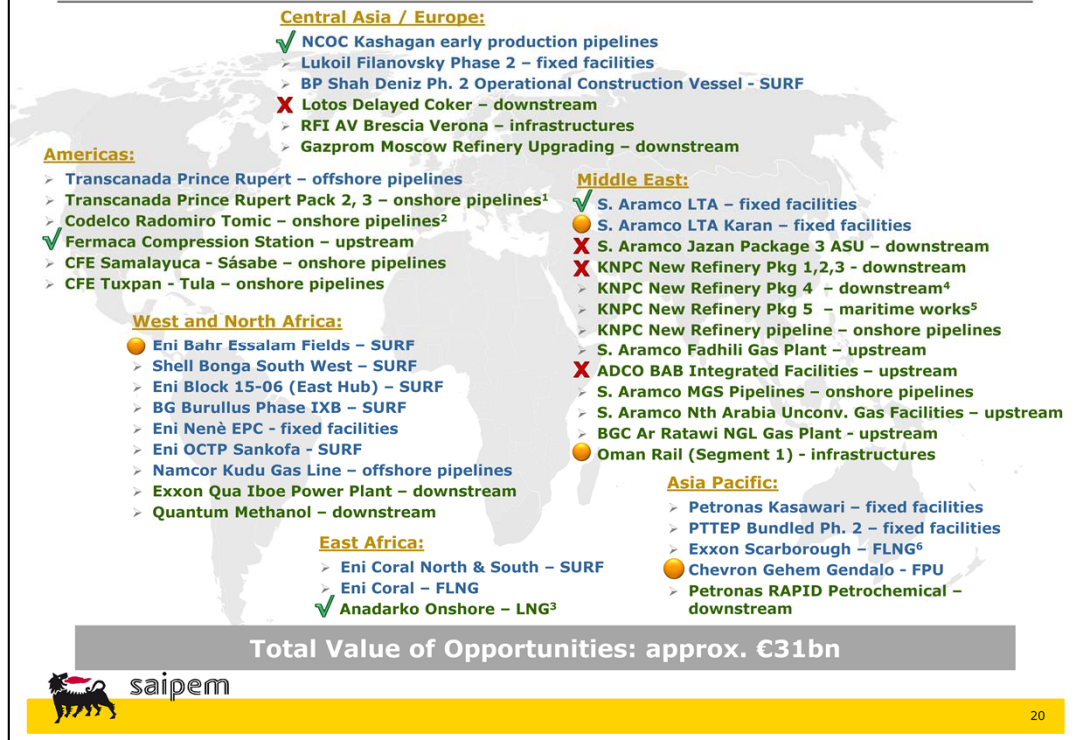 Central Asia / Europe:
NCOC Kashagan early production pipelines
Lukoil Filanovsky Phase 2 – fixed facilities
BP Shah Deniz Ph. 2 Operational Construction Vessel - SURF
Lotos Delayed Coker – downstream
RFI AV Brescia Verona – infrastructures
Gazprom Moscow Refinery Upgrading – downstream
Americas:
Transcanada Prince Rupert – offshore pipelines
Transcanada Prince Rupert Pack 2, 3 – onshore pipelines¹
Codelco Radomiro Tomic – onshore pipelines²
Fermaca Compression Station – upstream
CFE Samalayuca - Sásabe – onshore pipelines
CFE Tuxpan - Tula – onshore pipelines
Middle East:
S. Aramco LTA – fixed facilities
S. Aramco LTA Karan – fixed facilities
S. Aramco Jazan Package 3 ASU – downstream
KNPC New Refinery Pkg 1,2,3 - downstream
KNPC New Refinery Pkg 4 – downstream⁴
KNPC New Refinery Pkg 5 – maritime works⁵
KNPC New Refinery pipeline – onshore pipelines
S. Aramco Fadhili Gas Plant – upstream
ADCO BAB Integrated Facilities – upstream
S. Aramco MGS Pipelines – onshore pipelines
S. Aramco Nth Arabia Unconv. Gas Facilities – upstream
BGC Ar Ratawi NGL Gas Plant - upstream
Oman Rail (Segment 1) - infrastructures
West and North Africa:
Eni Bahr Essalam Fields – SURF
Shell Bonga South West – SURF
Eni Block 15-06 (East Hub) – SURF
BG Burullus Phase IXB – SURF
Eni Nenè EPC - fixed facilities
Eni OCTP Sankofa - SURF
Namcor Kudu Gas Line – offshore pipelines
Exxon Qua Iboe Power Plant – downstream
Quantum Methanol – downstream
East Africa:
Eni Coral North & South – SURF
Eni Coral – FLNG
Anadarko Onshore – LNG³
Asia Pacific:
Petronas Kasawari – fixed facilities
PTTEP Bundled Ph. 2 – fixed facilities
Exxon Scarborough – FLNG⁶
Chevron Gehem Gendalo - FPU
Petronas RAPID Petrochemical –
downstream
Total Value of Opportunities: approx. €31bn
saipem
20